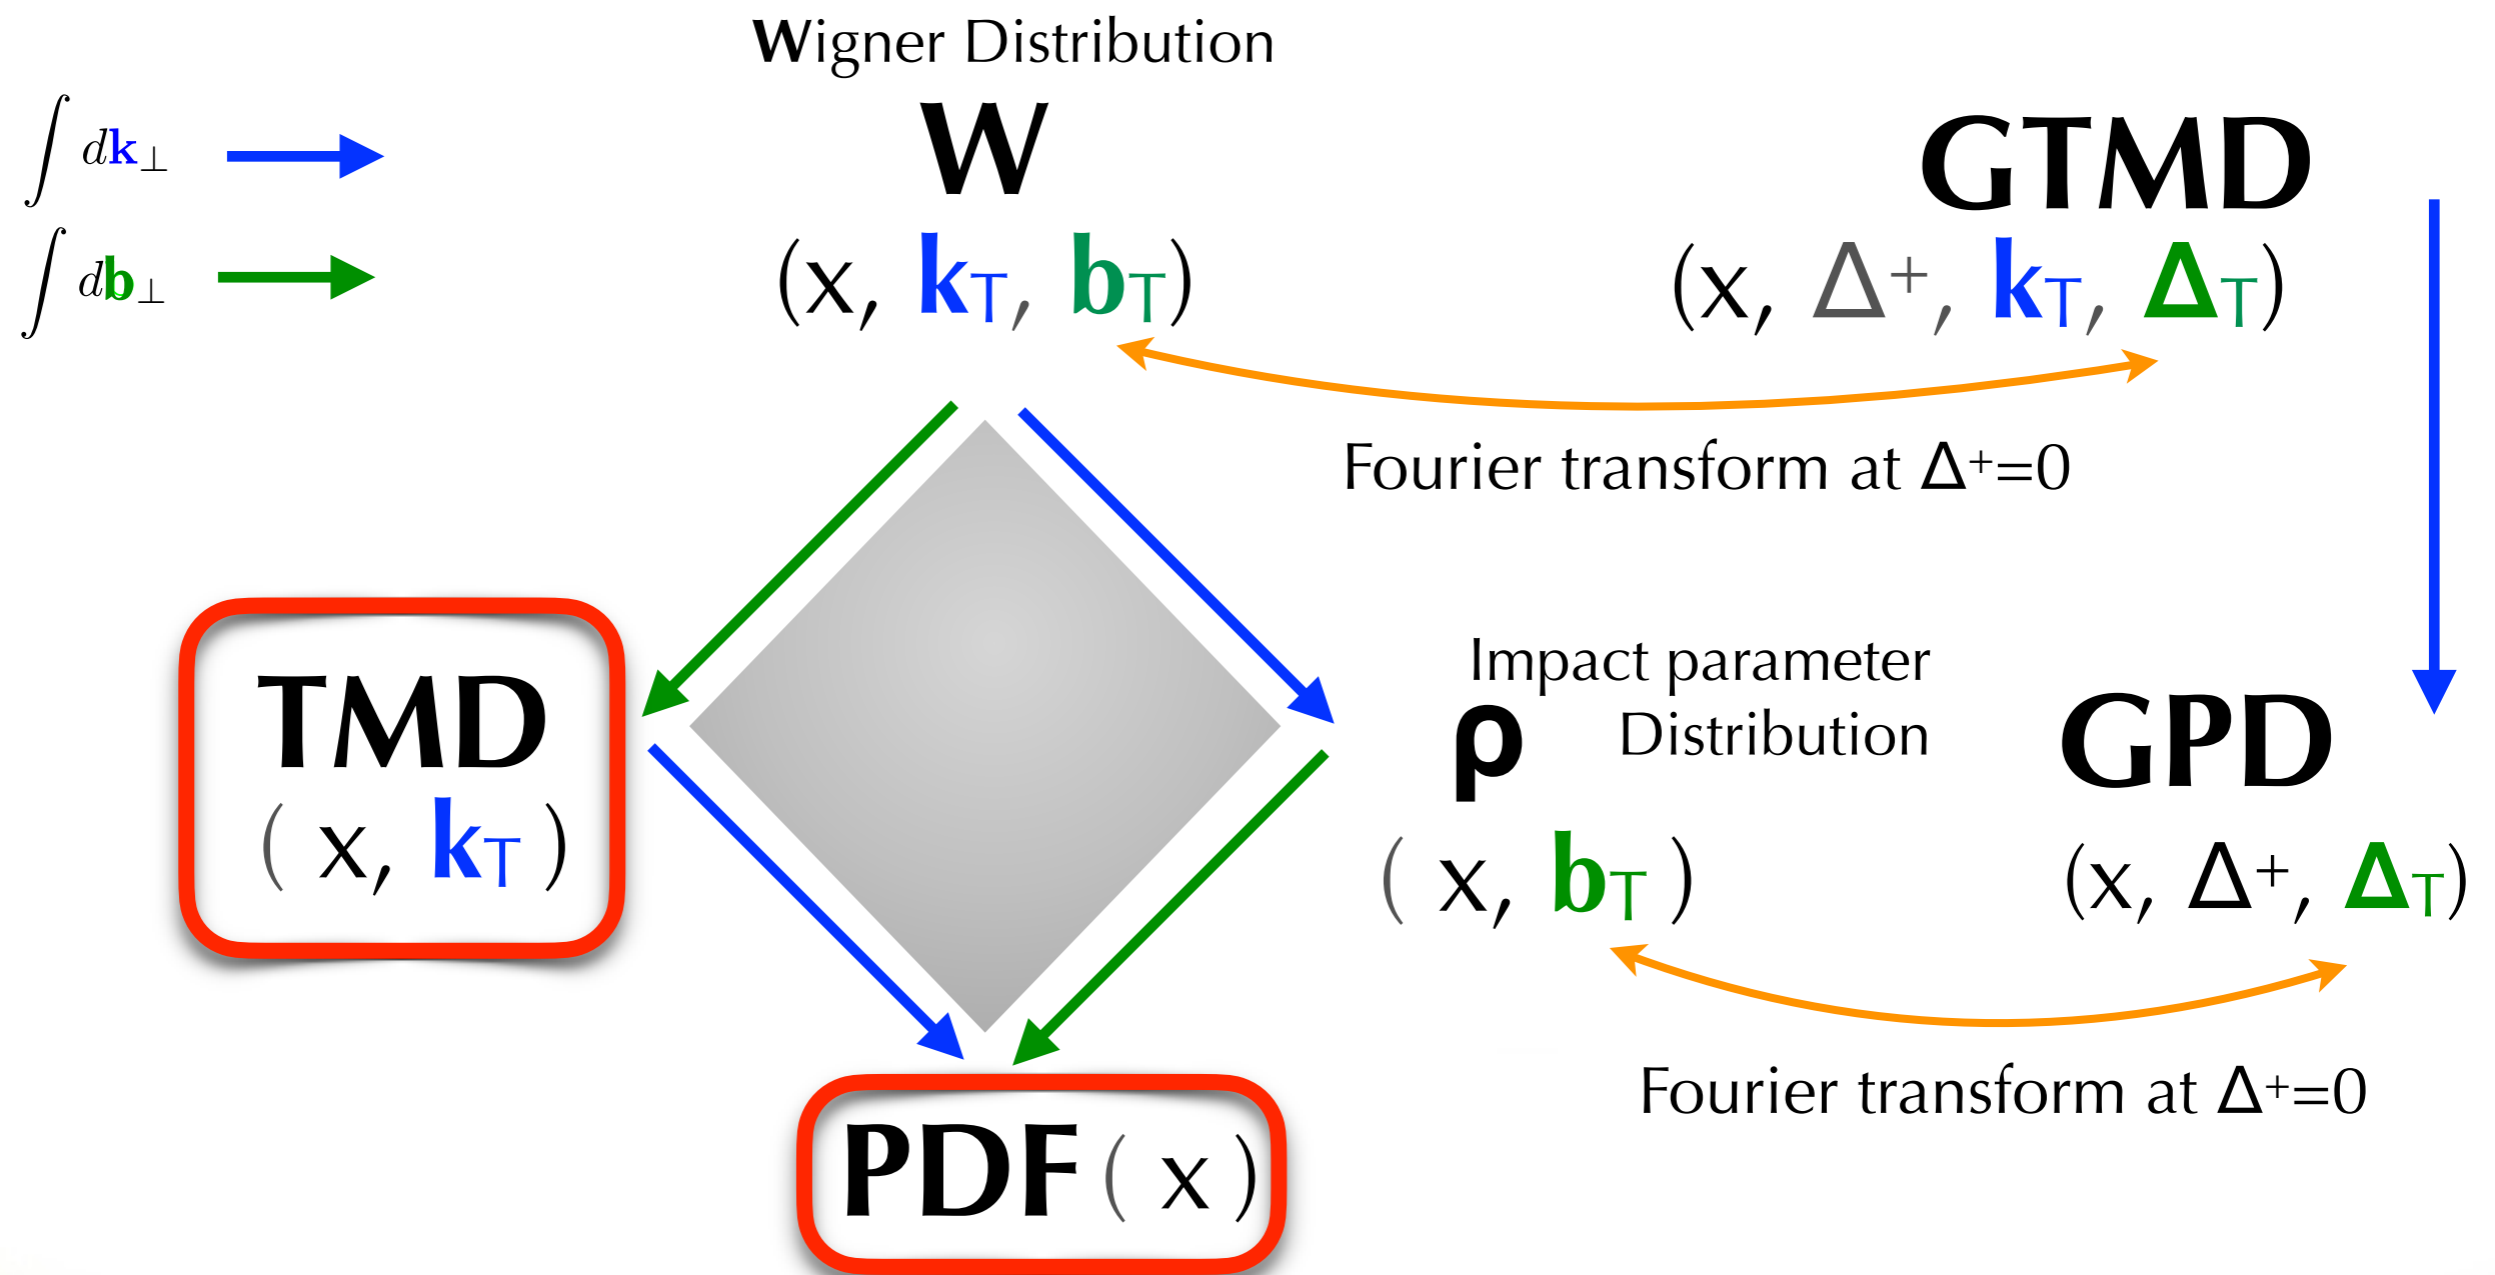 Wigner Distribution
W
(x, kT, bT)
∫ dk⊥
∫ db⊥
GTMD
(x, Δ+, kT, ΔT)
Fourier transform at Δ+=0
TMD
( x, kT )
Impact parameter
Distribution
ρ
( x, bT )
GPD
(x, Δ+, ΔT)
Fourier transform at Δ+=0
PDF ( x )